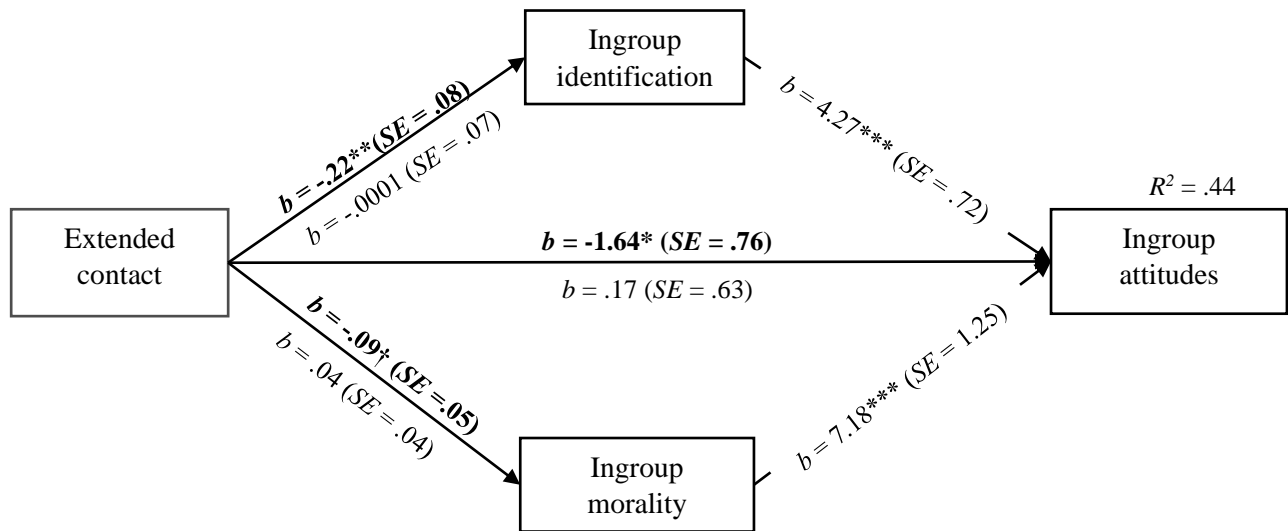 Ingroup
identification
b = -.22** (SE = .08)
b = -.0001 (SE = .07)
b = 4.27*** (SE = .72)
R² = .44
Extended
contact
b = -1.64* (SE = .76)
b = .17 (SE = .63)
Ingroup
attitudes
b = -.09† (SE =.05)
b = .04 (SE = .04)
b = 7.18*** (SE = 1.25)
Ingroup
morality